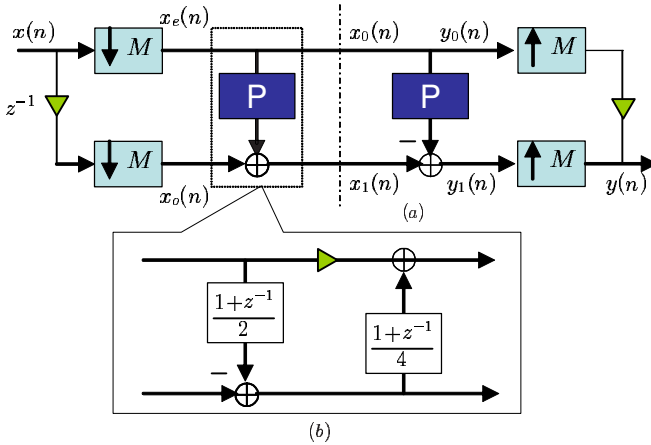 x(n)
x_e(n)
x_0(n)
y_0(n)
M
M
z^{-1}
P
P
−
M
M
x_o(n)
x_1(n)
y_1(n)
y(n)
(a)
1+z^{-1}
2
1+z^{-1}
4
−
(b)